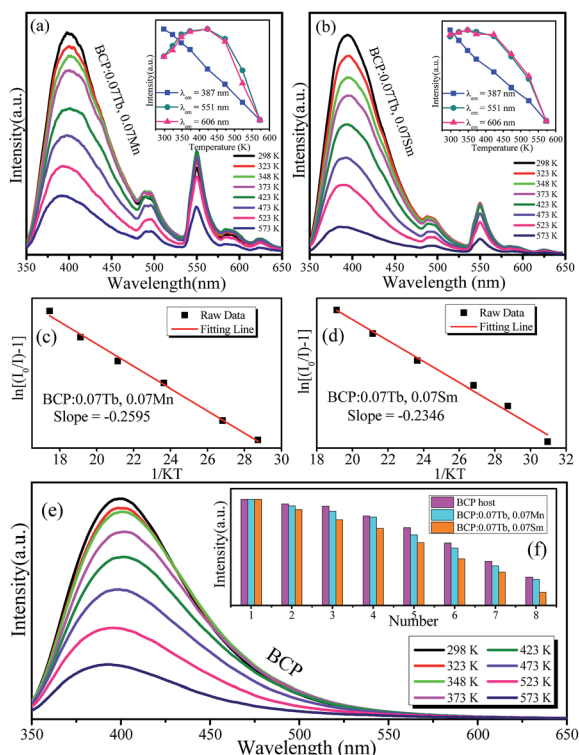 (a)
BCP:0.07Tb, 0.07Mn
Intensity(a.u.)
Intensity(a.u.)
λem = 387 nm
λem = 551 nm
λem = 606 nm
300 350 400 450 500 550 600
Temperature (K)
298 K
323 K
348 K
373 K
423 K
473 K
523 K
573 K
350 400 450 500 550 600 650
Wavelength(nm)
(b)
BCP:0.07Tb, 0.07Sm
Intensity(a.u.)
Intensity(a.u.)
λem = 387 nm
λem = 551 nm
λem = 606 nm
300 350 400 450 500 550 600
Temperature (K)
298 K
323 K
348 K
373 K
423 K
473 K
523 K
573 K
350 400 450 500 550 600 650
Wavelength(nm)
(c)
Raw Data
Fitting Line
ln[(I0/I)-1]
BCP:0.07Tb, 0.07Mn
Slope = -0.2595
16 18 20 22 24 26 28 30
1/KT
(d)
Raw Data
Fitting Line
ln[(I0/I)-1]
BCP:0.07Tb, 0.07Sm
Slope = -0.2346
18 20 22 24 26 28 30 32
1/KT
(e)
Intensity(a.u.)
BCP
(f)
Intensity(a.u.)
BCP host
BCP:0.07Tb, 0.07Mn
BCP:0.07Tb, 0.07Sm
1 2 3 4 5 6 7 8
Number
298 K 423 K
323 K 473 K
348 K 523 K
373 K 573 K
350 400 450 500 550 600 650
Wavelength (nm)